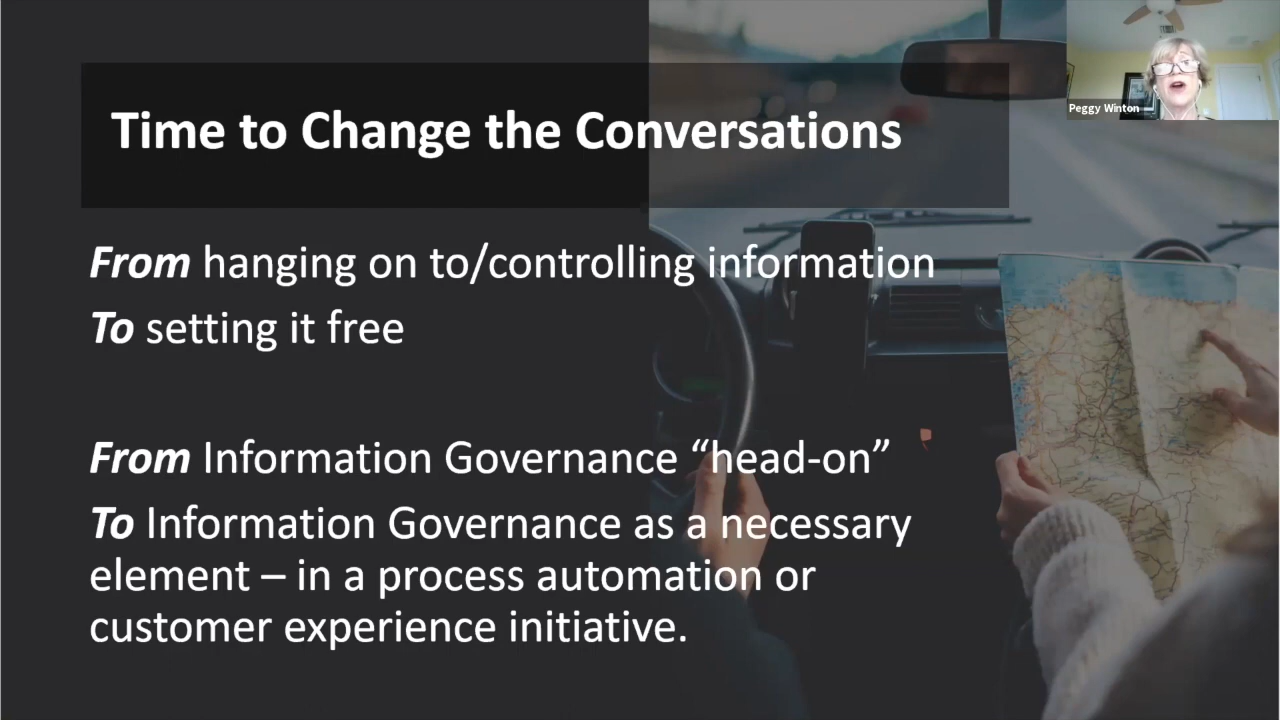 Time to Change the Conversations
Peggy Winton
From hanging on to/controlling information
To setting it free
From Information Governance “head-on”
To Information Governance as a necessary
element – in a process automation or
customer experience initiative.